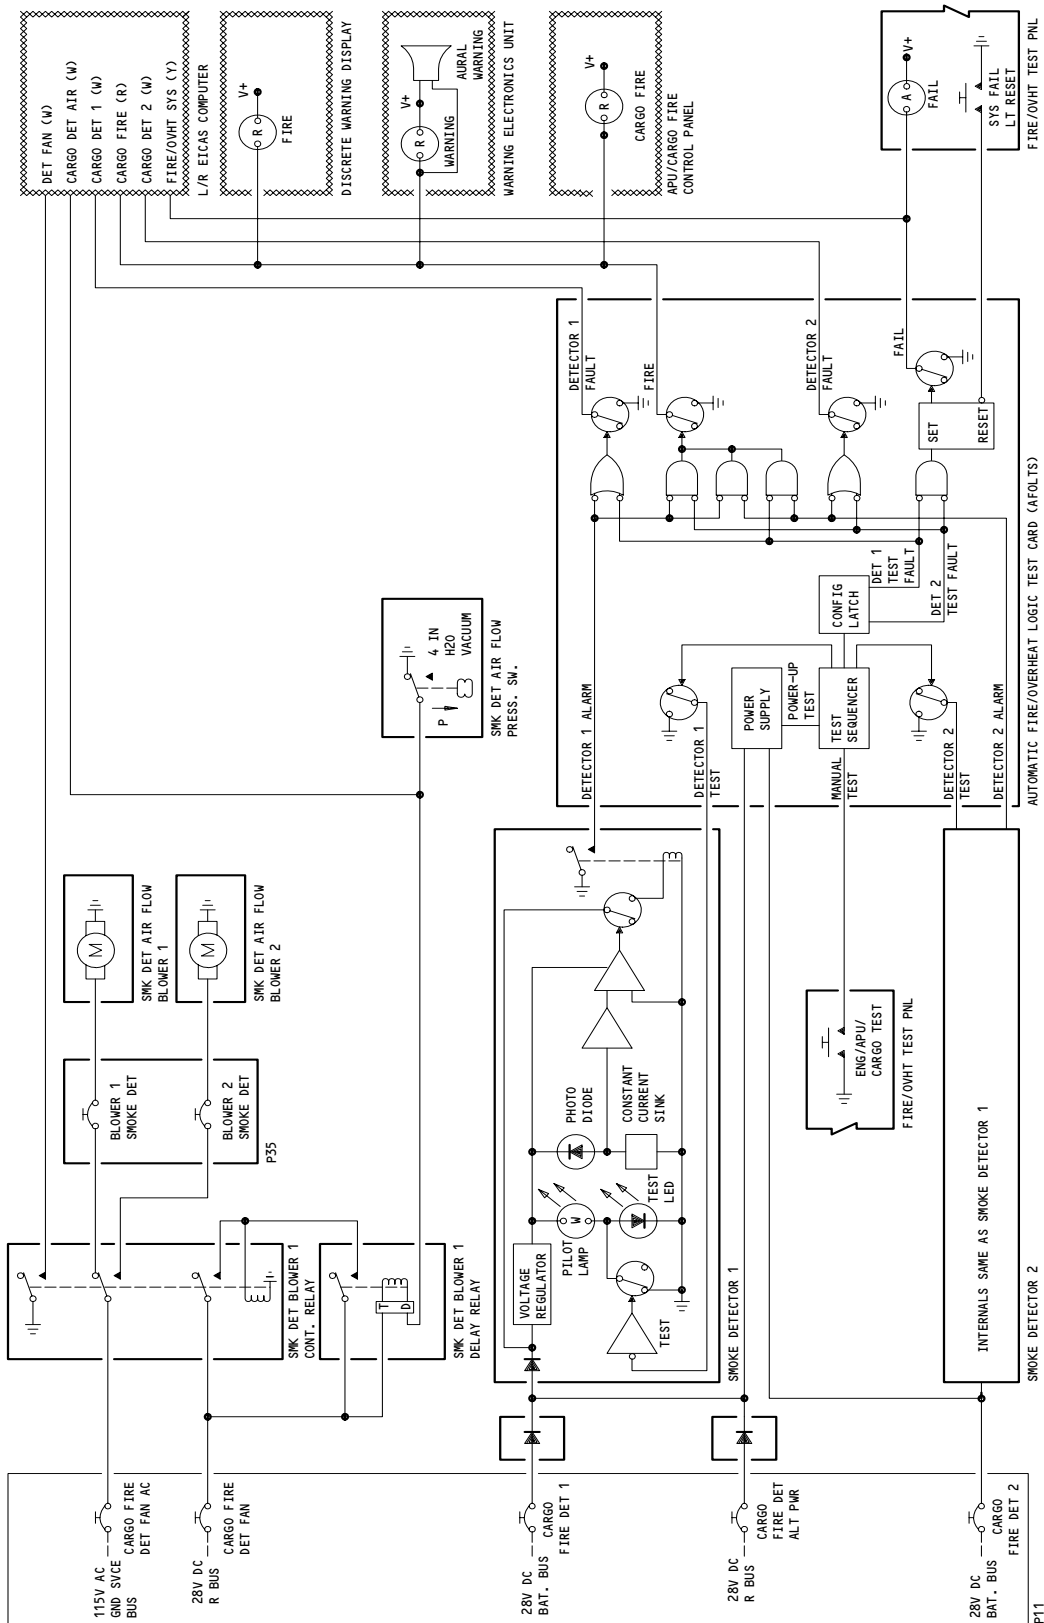 115V AC
GND SVCE
BUS
CARGO FIRE
DET FAN AC
28V DC
R BUS
CARGO FIRE
DET FAN
28V DC
BAT. BUS
CARGO
FIRE DET 1
28V DC
R BUS
CARGO
FIRE DET
ALT PWR
28V DC
BAT. BUS
CARGO
FIRE DET 2
P11
SMK DET BLOWER 1
CONT. RELAY
T
D
SMK DET BLOWER 1
DELAY RELAY
BLOWER 1
SMOKE DET
BLOWER 2
SMOKE DET
P35
M
SMK DET AIR FLOW
BLOWER 1
M
SMK DET AIR FLOW
BLOWER 2
VOLTAGE
REGULATOR
PILOT
LAMP
W
TEST
LED
TEST
PHOTO
DIODE
CONSTANT
CURRENT
SINK
SMOKE DETECTOR 1
ENG/APU/
CARGO TEST
FIRE/OVHT TEST PNL
INTERNALS SAME AS SMOKE DETECTOR 1
SMOKE DETECTOR 2
P
4 IN
H2O
VACUUM
SMK DET AIR FLOW
PRESS. SW.
DETECTOR 1 ALARM
DETECTOR 1
TEST
POWER
SUPPLY
POWER-UP
TEST
MANUAL
TEST
TEST
SEQUENCER
DETECTOR 2
TEST
DETECTOR 2 ALARM
CONFIG
LATCH
DET 1
TEST
FAULT
DET 2
TEST FAULT
DETECTOR 1
FAULT
FIRE
DETECTOR 2
FAULT
FAIL
SET
RESET
AUTOMATIC FIRE/OVERHEAT LOGIC TEST CARD (AFOLTS)
DET FAN (W)
CARGO DET AIR (W)
CARGO DET 1 (W)
CARGO FIRE (R)
CARGO DET 2 (W)
FIRE/OVHT SYS (Y)
L/R EICAS COMPUTER
V+
R
FIRE
DISCRETE WARNING DISPLAY
V+
R
WARNING
AURAL
WARNING
WARNING ELECTRONICS UNIT
V+
R
CARGO FIRE
APU/CARGO FIRE
CONTROL PANEL
V+
A
FAIL
SYS FAIL
LT RESET
FIRE/OVHT TEST PNL